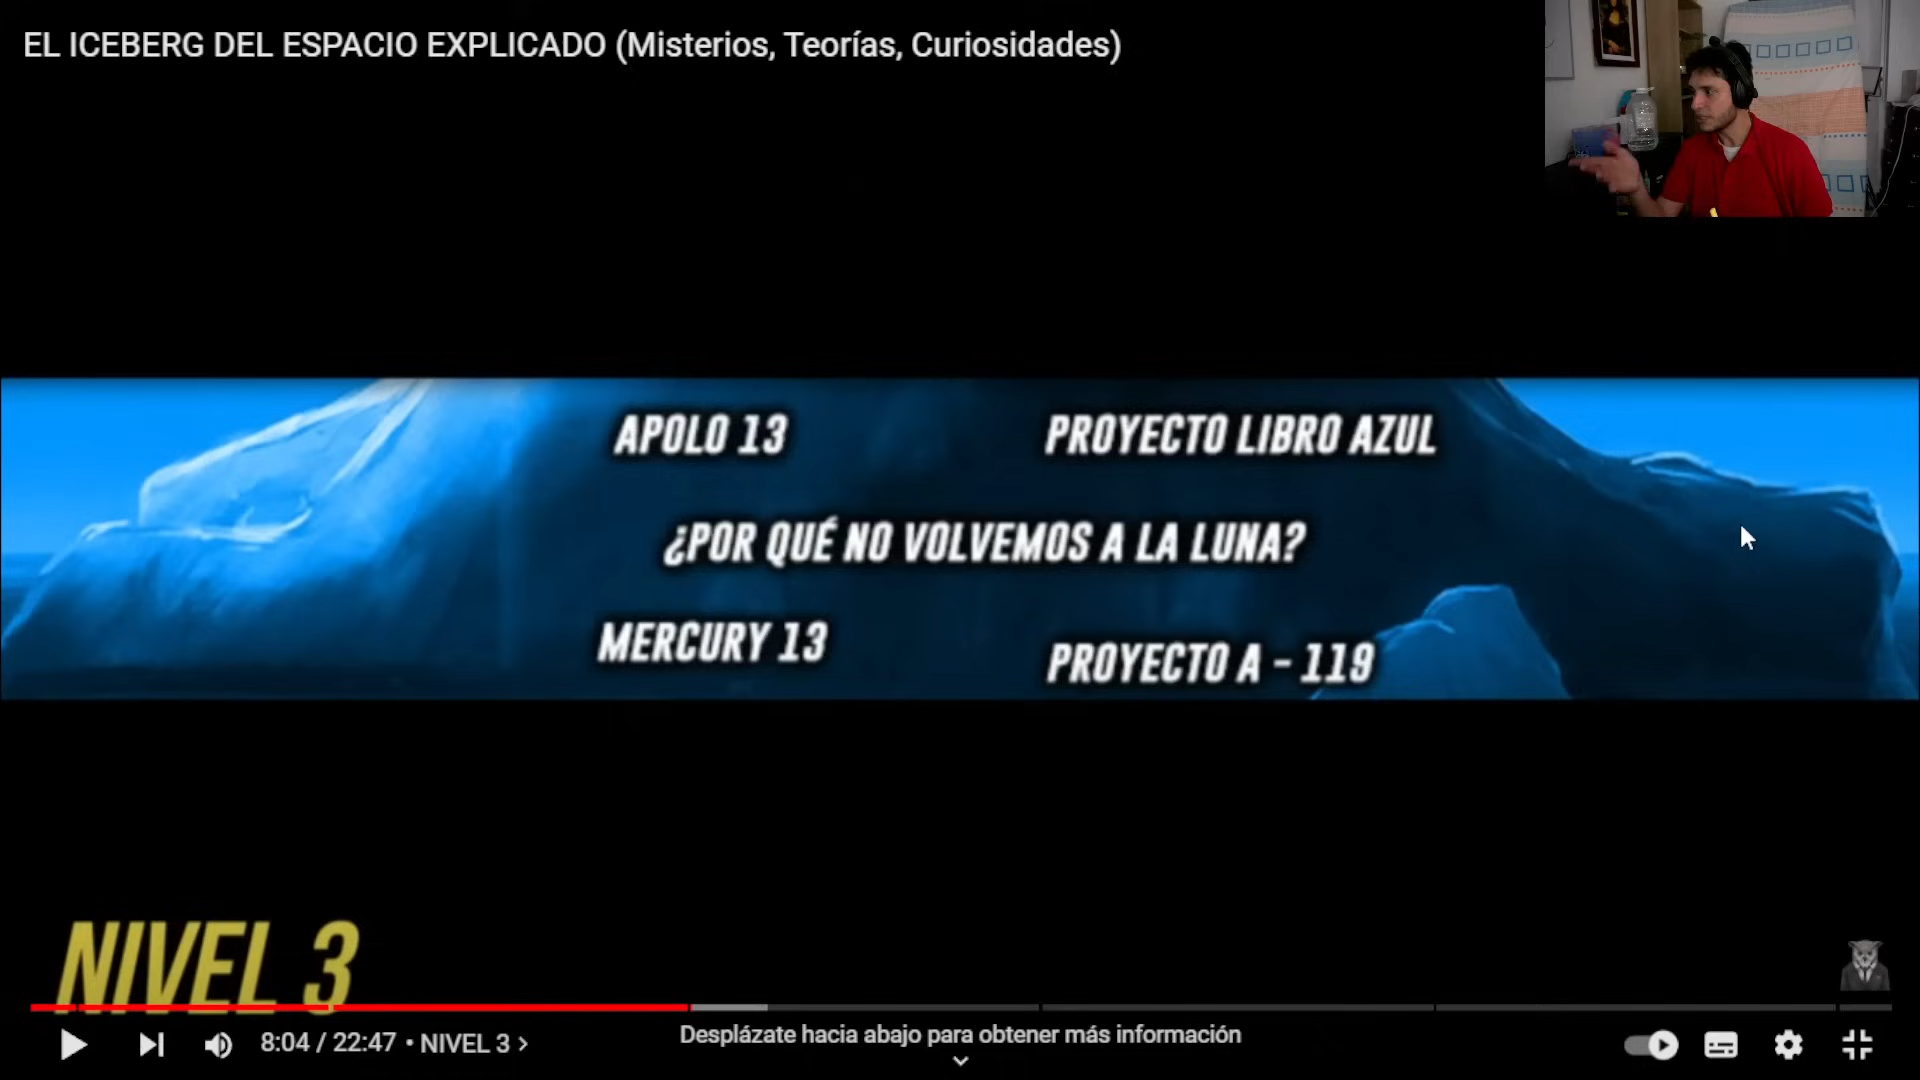 EL ICEBERG DEL ESPACIO EXPLICADO (Misterios, Teorías, Curiosidades)
APOLO 13
PROYECTO LIBRO AZUL
¿POR QUÉ NO VOLVEMOS A LA LUNA?
MERCURY 13
PROYECTO A - 119
NIVEL 3
8:04 / 22:47 • NIVEL 3 >
Desplázate hacia abajo para obtener más información